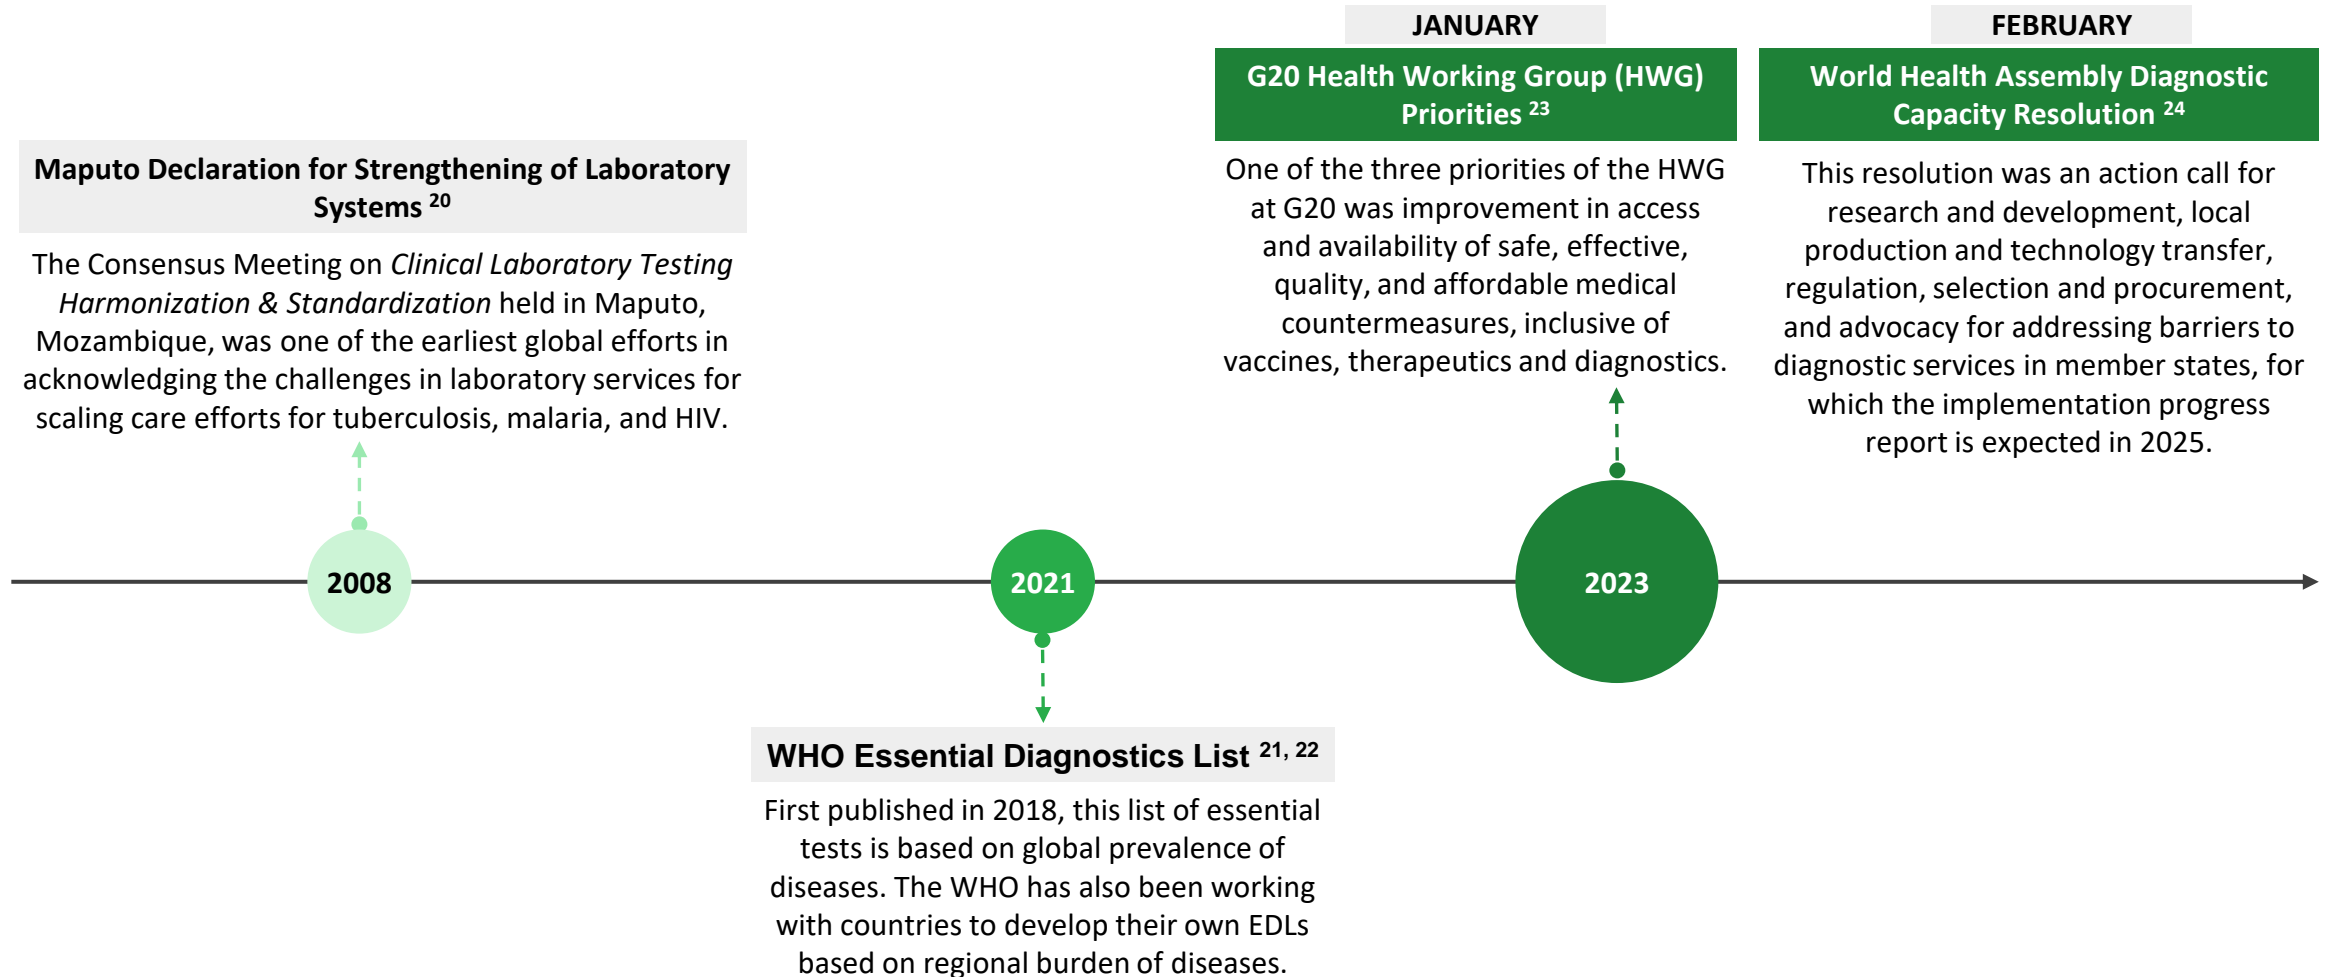 Maputo Declaration for Strengthening of Laboratory
Systems 20
The Consensus Meeting on Clinical Laboratory Testing
Harmonization & Standardization held in Maputo,
Mozambique, was one of the earliest global efforts in
acknowledging the challenges in laboratory services for
scaling care efforts for tuberculosis, malaria, and HIV.
2008
2021
WHO Essential Diagnostics List 21, 22
First published in 2018, this list of essential
tests is based on global prevalence of
diseases. The WHO has also been working
with countries to develop their own EDLs
based on regional burden of diseases.
JANUARY
G20 Health Working Group (HWG)
Priorities 23
One of the three priorities of the HWG
at G20 was improvement in access
and availability of safe, effective,
quality, and affordable medical
countermeasures, inclusive of
vaccines, therapeutics and diagnostics.
2023
FEBRUARY
World Health Assembly Diagnostic
Capacity Resolution 24
This resolution was an action call for
research and development, local
production and technology transfer,
regulation, selection and procurement,
and advocacy for addressing barriers to
diagnostic services in member states, for
which the implementation progress
report is expected in 2025.